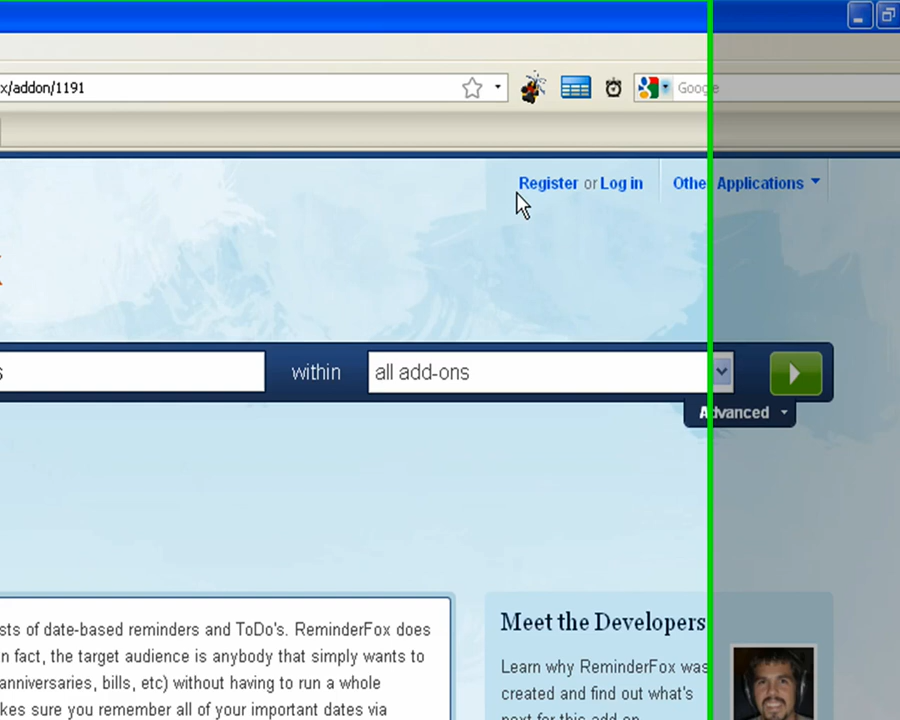 x/addon/1191
Google
Register or Log in
Other Applications
s within all add-ons
Advanced
sts of date-based reminders and ToDo's. ReminderFox does
n fact, the target audience is anybody that simply wants to
anniversaries, bills, etc) without having to run a whole
kes sure you remember all of your important dates via
Meet the Developers
Learn why ReminderFox was
created and find out what's
next for this add-on